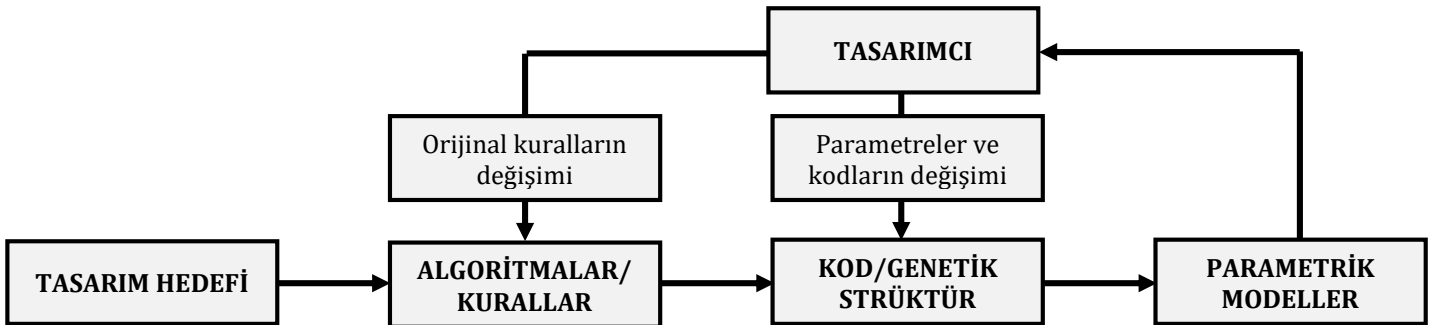 TASARIMCI
Orijinal kuralların
değişimi
Parametreler ve
kodların değişimi
TASARIM HEDEFİ
ALGORİTMALAR/
KURALLAR
KOD/GENETİK
STRÜKTÜR
PARAMETRİK
MODELLER